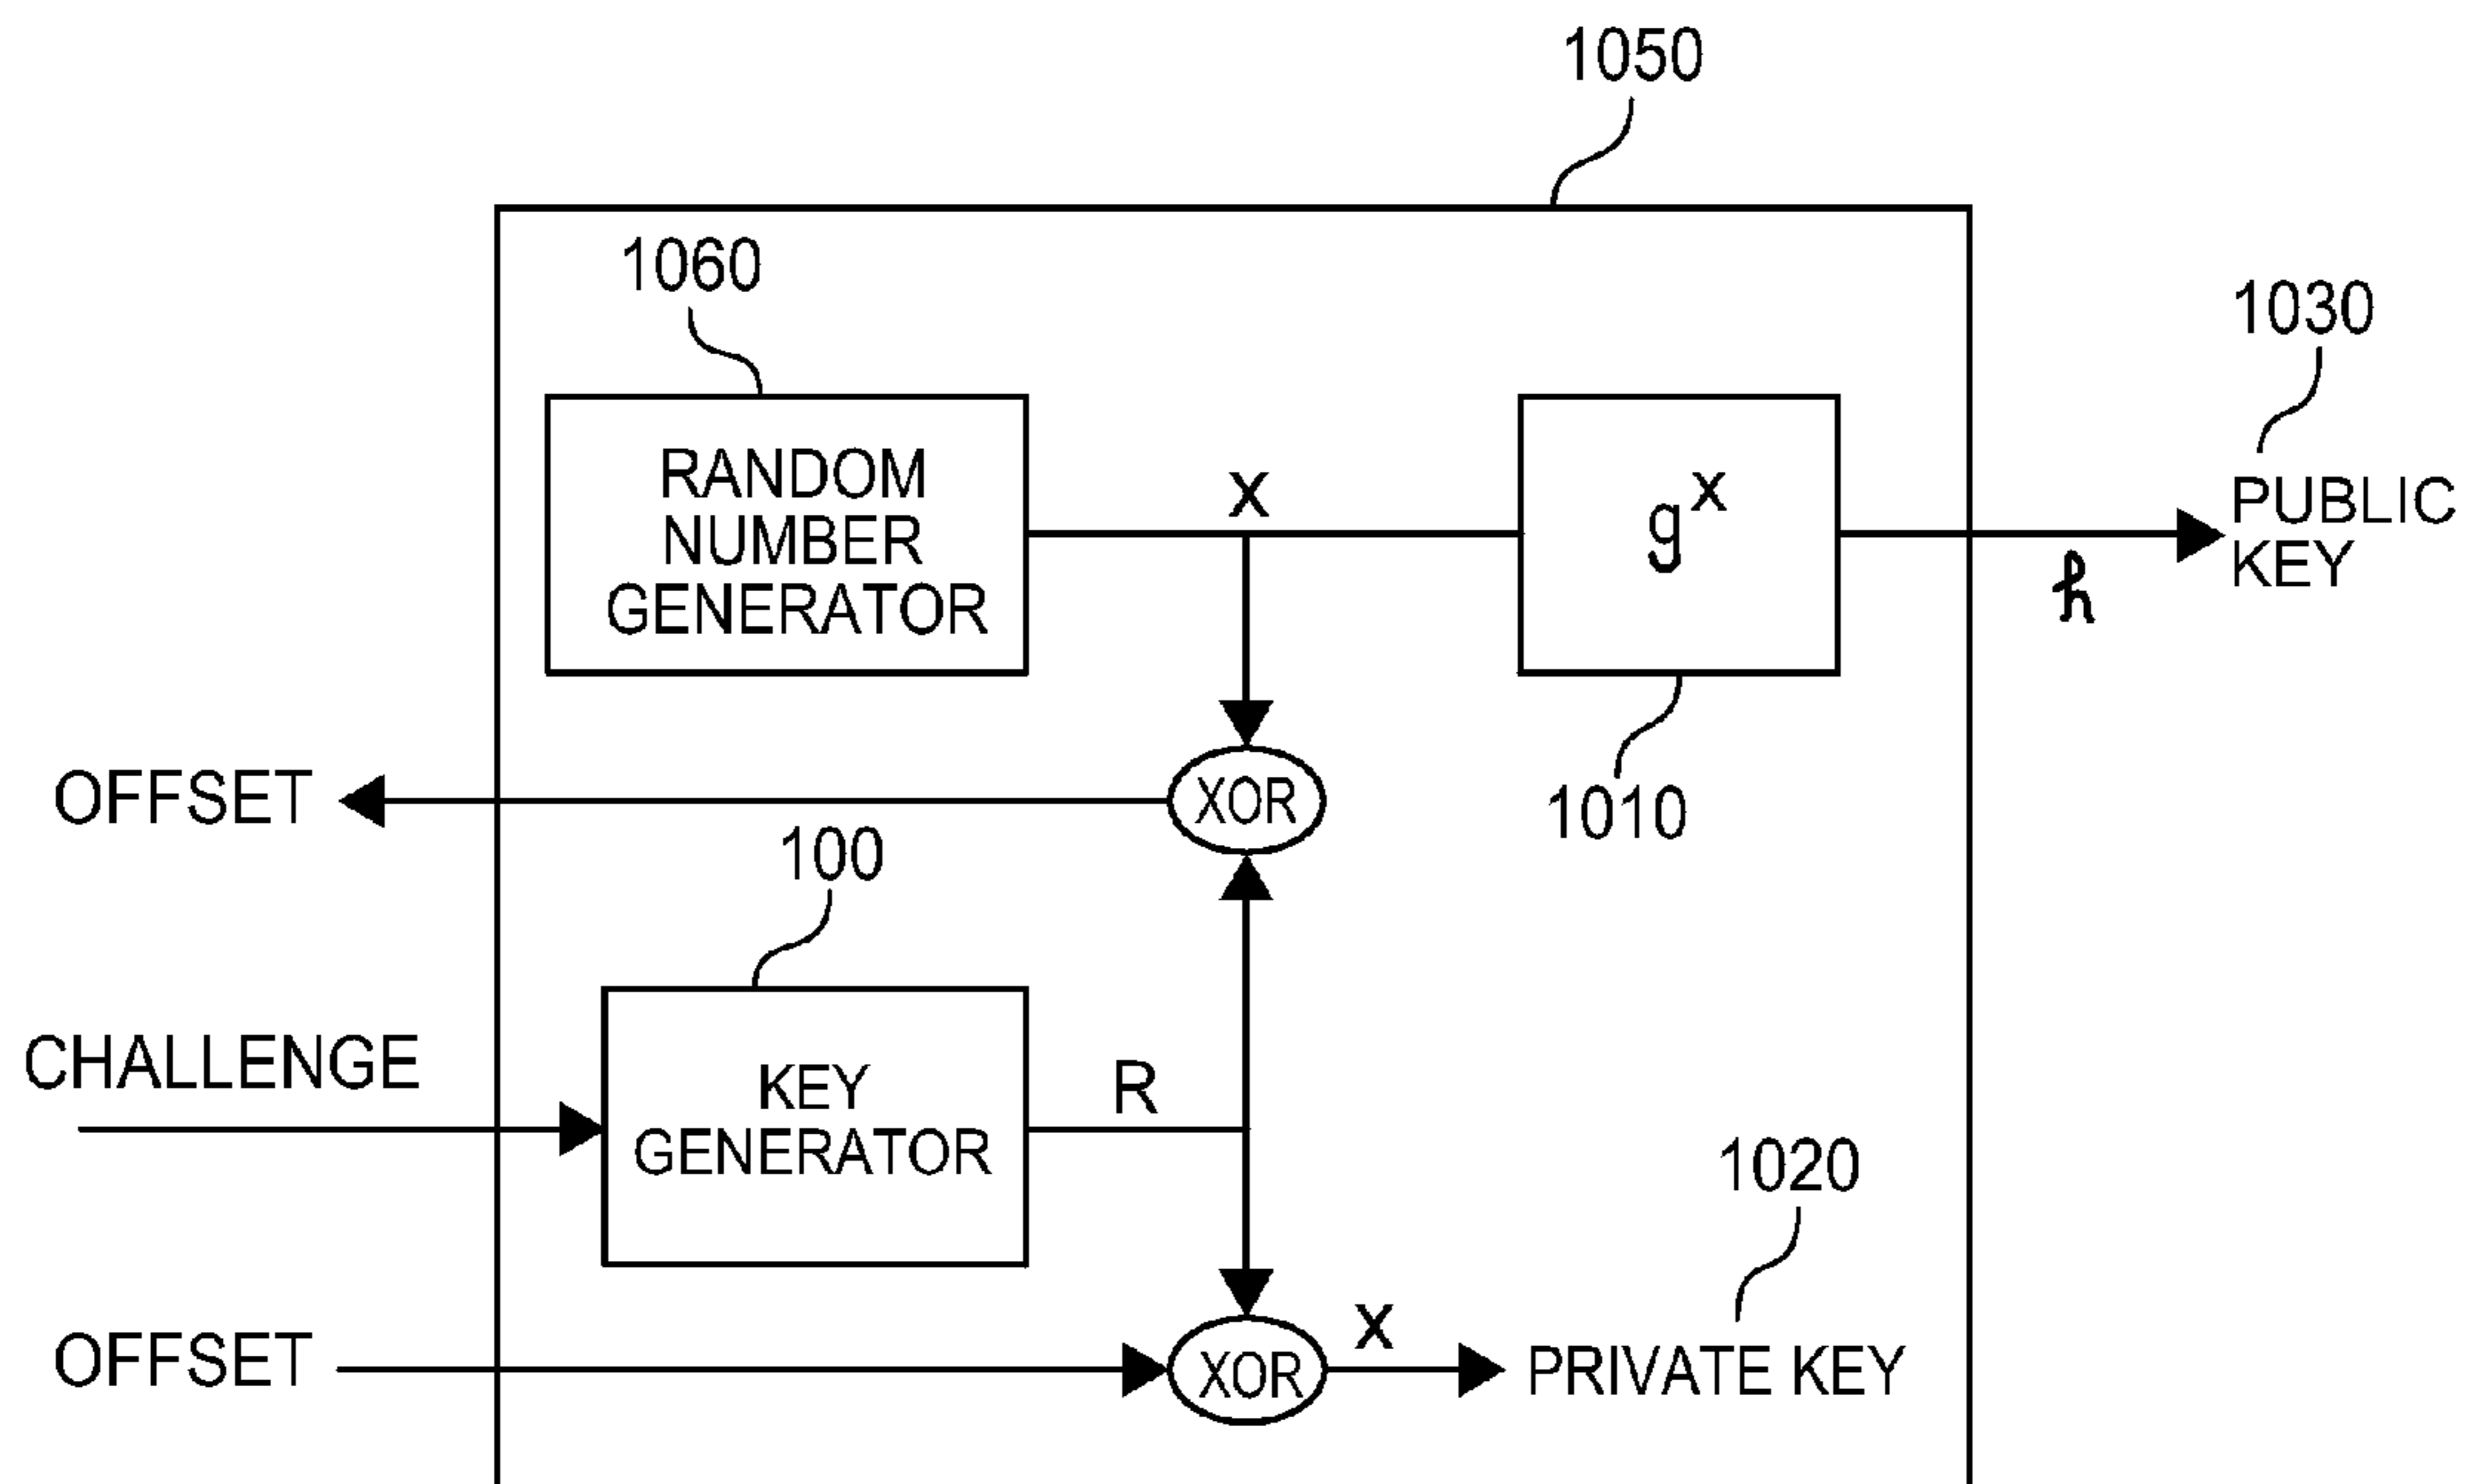 1050
1060
1030
RANDOM
NUMBER
GENERATOR
x
g^x
PUBLIC
KEY
h
OFFSET
XOR
1010
100
CHALLENGE
KEY
GENERATOR
R
1020
OFFSET
XOR
x
PRIVATE KEY